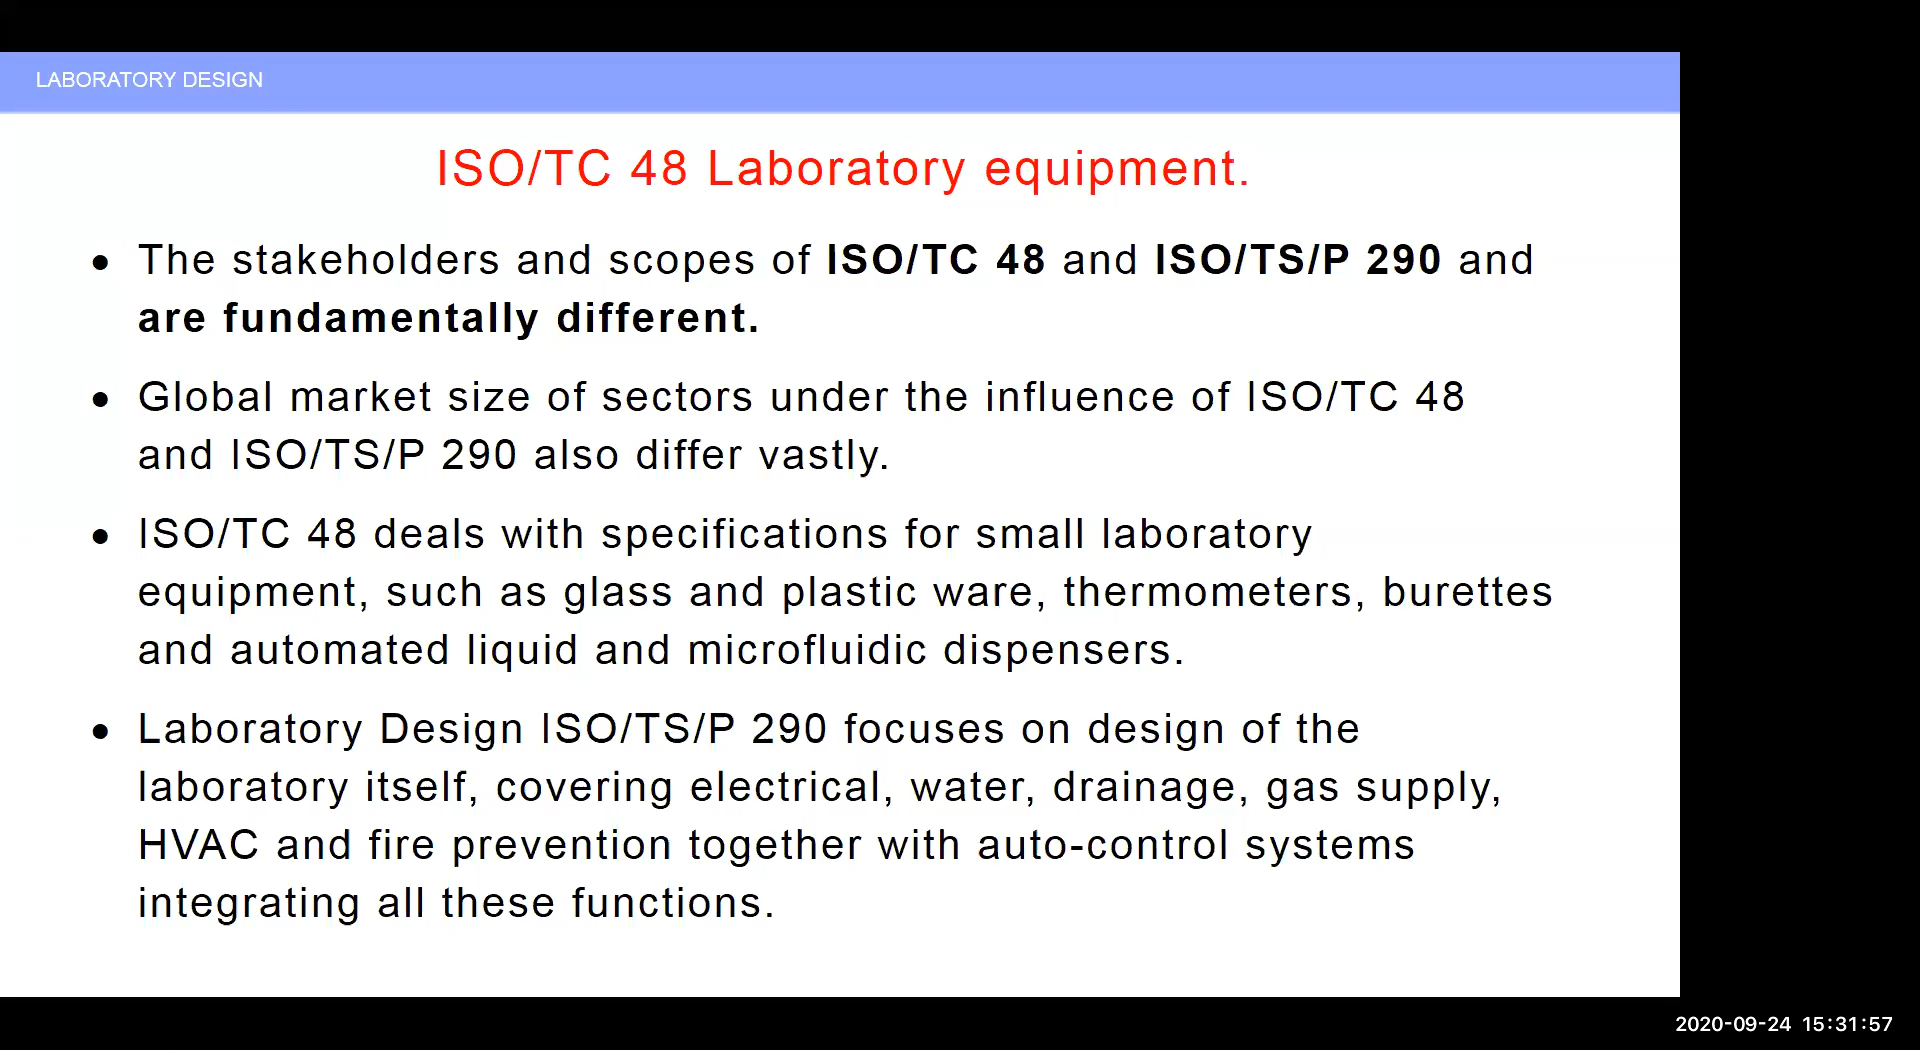 LABORATORY DESIGN
ISO/TC 48 Laboratory equipment.
• The stakeholders and scopes of ISO/TC 48 and ISO/TS/P 290 and
are fundamentally different.
• Global market size of sectors under the influence of ISO/TC 48
and ISO/TS/P 290 also differ vastly.
• ISO/TC 48 deals with specifications for small laboratory
equipment, such as glass and plastic ware, thermometers, burettes
and automated liquid and microfluidic dispensers.
• Laboratory Design ISO/TS/P 290 focuses on design of the
laboratory itself, covering electrical, water, drainage, gas supply,
HVAC and fire prevention together with auto-control systems
integrating all these functions.
2020-09-24 15:31:57